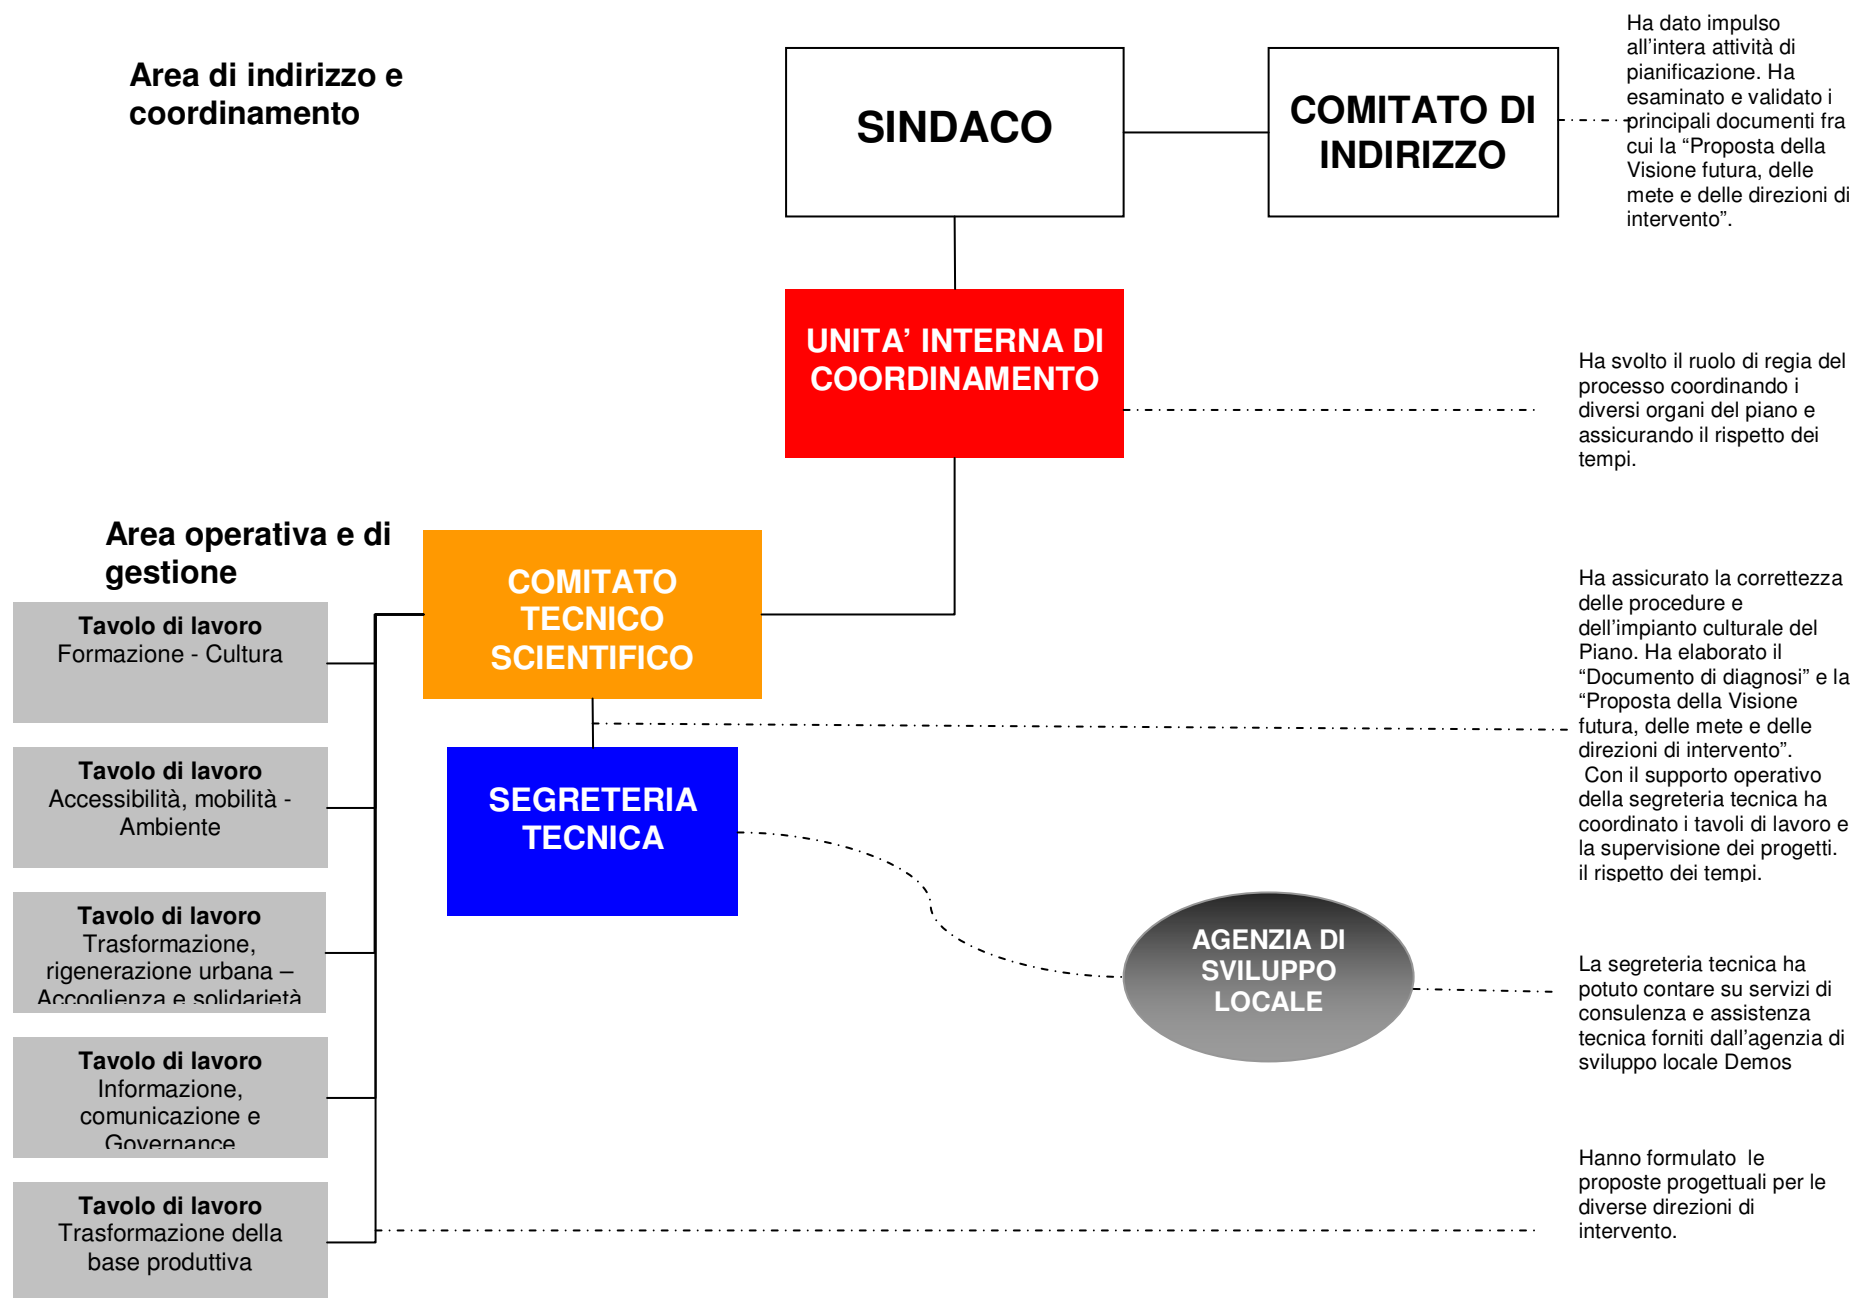 Area di indirizzo e
coordinamento
SINDACO
COMITATO DI
INDIRIZZO
Ha dato impulso
all’intera attività di
pianificazione. Ha
esaminato e validato i
principali documenti fra
cui la “Proposta della
Visione futura, delle
mete e delle direzioni di
intervento”.
UNITA’ INTERNA DI
COORDINAMENTO
Ha svolto il ruolo di regia del
processo coordinando i
diversi organi del piano e
assicurando il rispetto dei
tempi.
Area operativa e di
gestione
COMITATO
TECNICO
SCIENTIFICO
Ha assicurato la correttezza
delle procedure e
dell’impianto culturale del
Piano. Ha elaborato il
“Documento di diagnosi” e la
“Proposta della Visione
futura, delle mete e delle
direzioni di intervento”.
Con il supporto operativo
della segreteria tecnica ha
coordinato i tavoli di lavoro e
la supervisione dei progetti.
il rispetto dei tempi.
Tavolo di lavoro
Formazione - Cultura
Tavolo di lavoro
Accessibilità, mobilità -
Ambiente
Tavolo di lavoro
Trasformazione,
rigenerazione urbana –
Accoglienza e solidarietà
Tavolo di lavoro
Informazione,
comunicazione e
Governance
Tavolo di lavoro
Trasformazione della
base produttiva
SEGRETERIA
TECNICA
AGENZIA DI
SVILUPPO
LOCALE
La segreteria tecnica ha
potuto contare su servizi di
consulenza e assistenza
tecnica forniti dall’agenzia di
sviluppo locale Demos
Hanno formulato  le
proposte progettuali per le
diverse direzioni di
intervento.